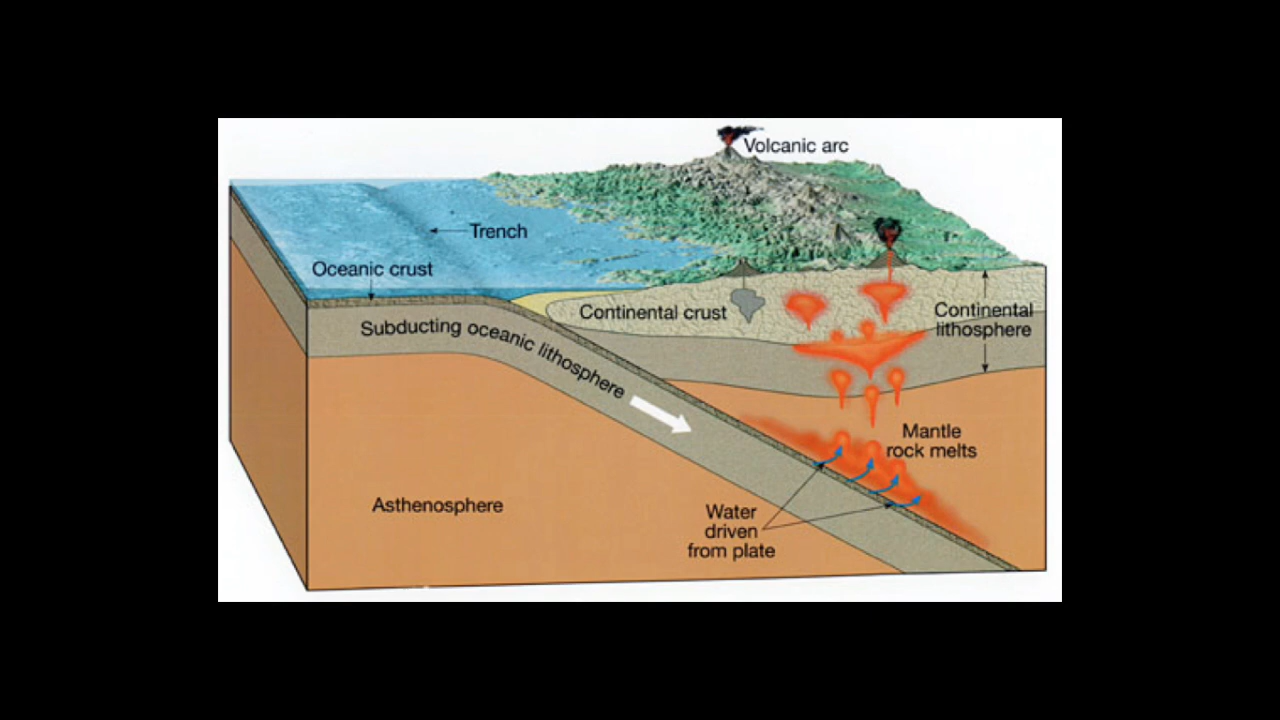 Volcanic arc
Trench
Oceanic crust
Continental crust
Continental
lithosphere
Subducting oceanic lithosphere
Mantle
rock melts
Asthenosphere
Water
driven
from plate